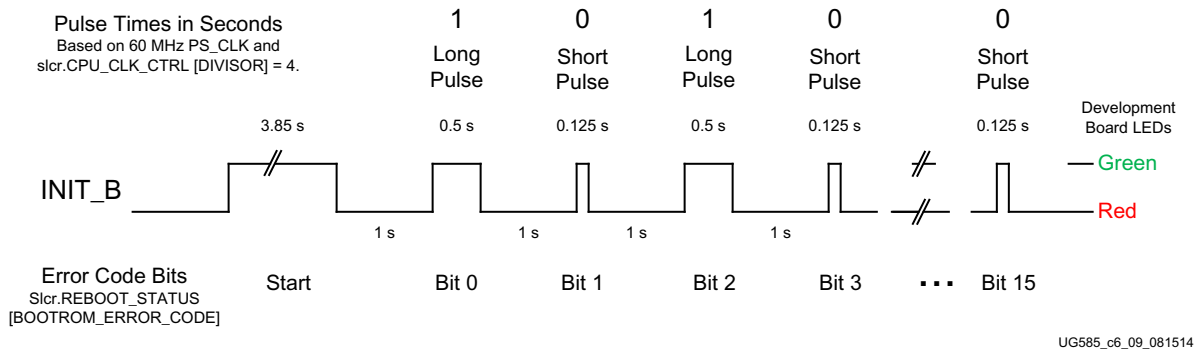 Pulse Times in Seconds
Based on 60 MHz PS_CLK and
slcr.CPU_CLK_CTRL [DIVISOR] = 4.
1 0 1 0 0
Long Short Long Short Short
Pulse Pulse Pulse Pulse Pulse
Development
Board LEDs
3.85 s 0.5 s 0.125 s 0.5 s 0.125 s 0.125 s
Green
INIT_B
Red
1 s 1 s 1 s 1 s
Error Code Bits
Slcr.REBOOT_STATUS
[BOOTROM_ERROR_CODE]
Start Bit 0 Bit 1 Bit 2 Bit 3 ... Bit 15
UG585_c6_09_081514